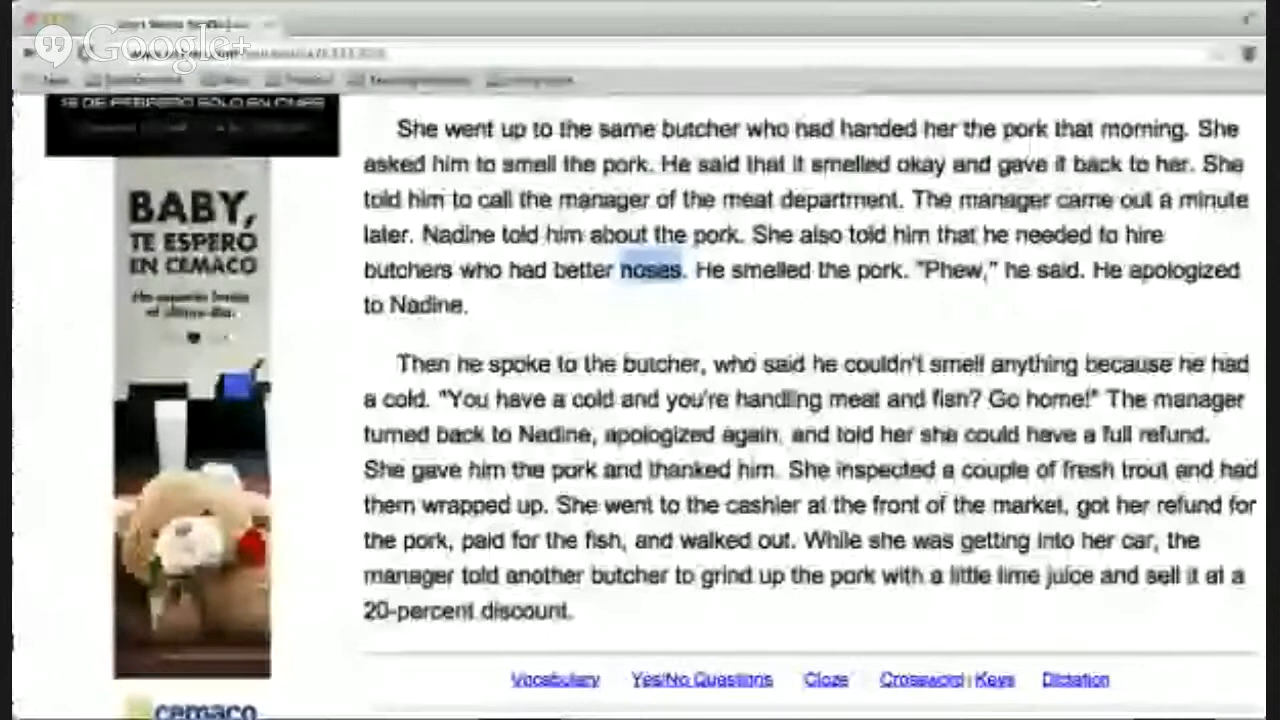 Google+
18 DE FEBRERO SOLO EN CINES
BABY,
TE ESPERO
EN CEMACO
cemaco
She went up to the same butcher who had handed her the pork that morning. She
asked him to smell the pork. He said that it smelled okay and gave it back to her. She
told him to call the manager of the meat department. The manager came out a minute
later. Nadine told him about the pork. She also told him that he needed to hire
butchers who had better noses. He smelled the pork. "Phew," he said. He apologized
to Nadine.
Then he spoke to the butcher, who said he couldn't smell anything because he had
a cold. "You have a cold and you're handling meat and fish? Go home!" The manager
turned back to Nadine, apologized again, and told her she could have a full refund.
She gave him the pork and thanked him. She inspected a couple of fresh trout and had
them wrapped up. She went to the cashier at the front of the market, got her refund for
the pork, paid for the fish, and walked out. While she was getting into her car, the
manager told another butcher to grind up the pork with a little lime juice and sell it at a
20-percent discount.
Vocabulary Yes/No Questions Cloze Crossword | Keys Dictation